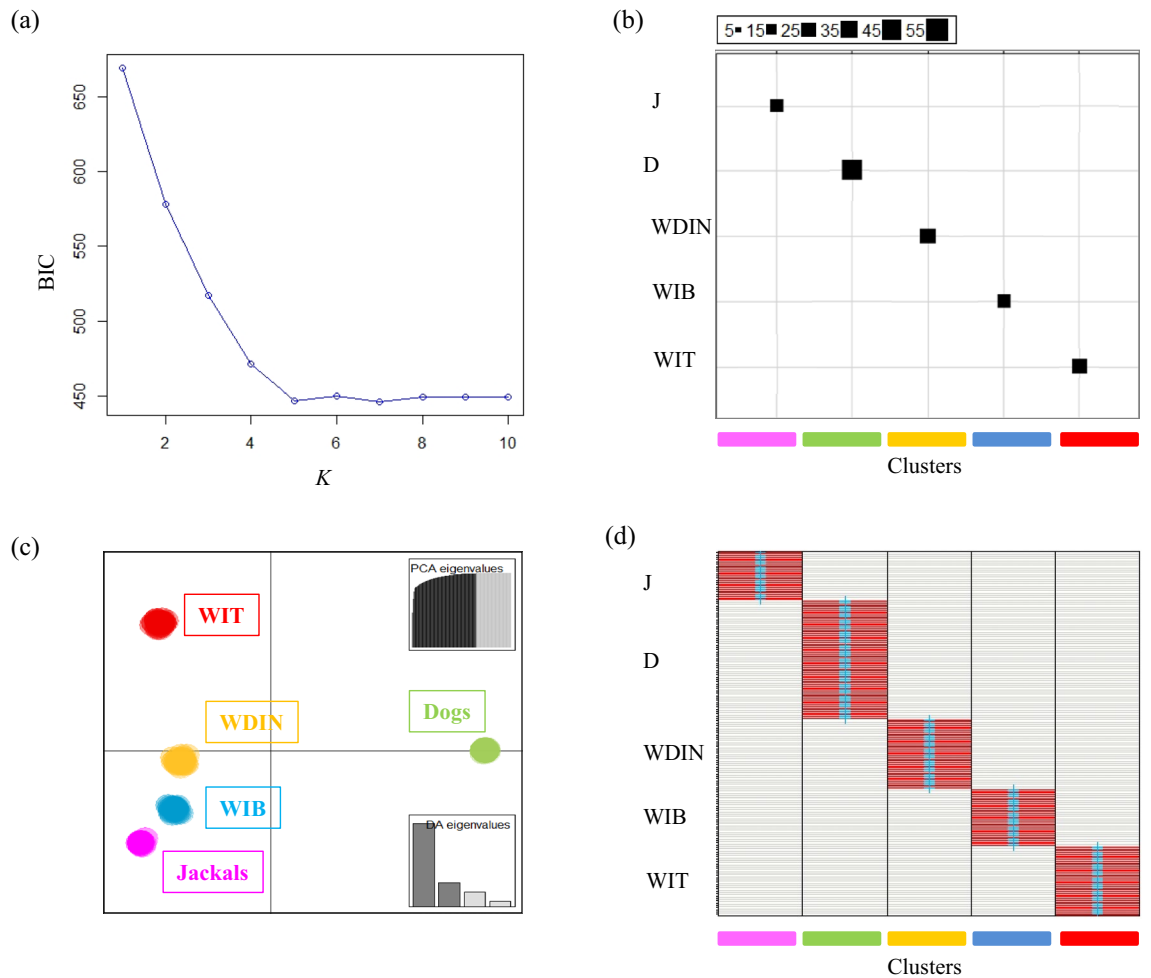 (a)
650
600
550
500
450
BIC
2 4 6 8 10
K
(b)
5 15 25 35 45 55
J
D
WDIN
WIB
WIT
Clusters
(c)
PCA eigenvalues
WIT
WDIN
Dogs
WIB
Jackals
DA eigenvalues
(d)
J
D
WDIN
WIB
WIT
Clusters